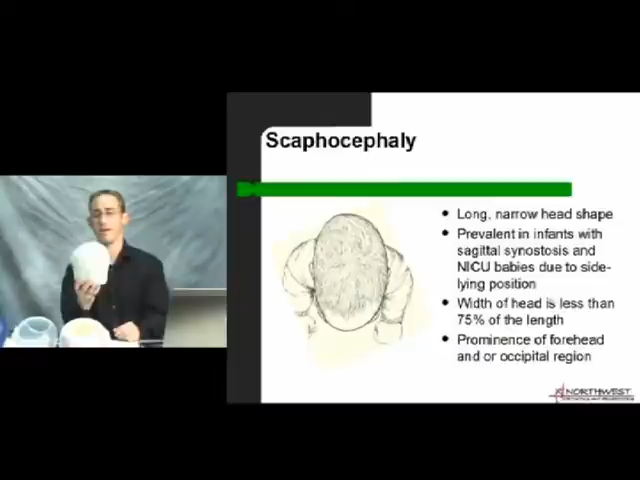 Scaphocephaly
• Long, narrow head shape
• Prevalent in infants with
sagittal synostosis and
NICU babies due to side-
lying position
• Width of head is less than
75% of the length
• Prominence of forehead
and or occipital region
NORTHWEST